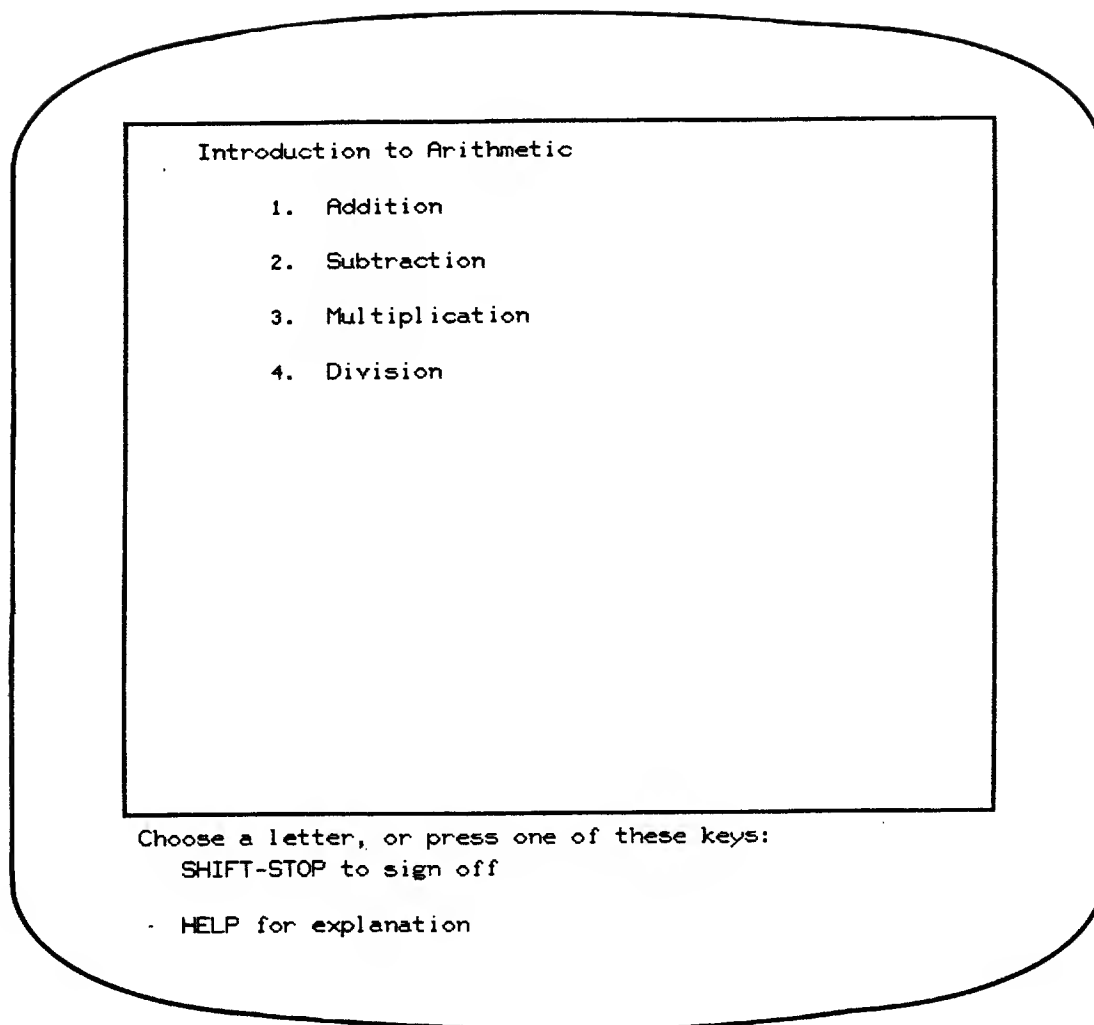 Introduction to Arithmetic
1. Addition
2. Subtraction
3. Multiplication
4. Division
Choose a letter, or press one of these keys:
SHIFT-STOP to sign off
HELP for explanation